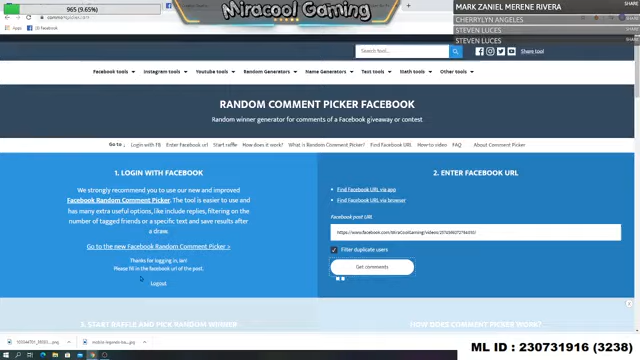 965 (9.65%)
Miracool Gaming
SHARE
MARK ZANIEL MERENE RIVERA
CHERRYLYN ANGELES
SHARE
STEVEN LUCES
SHARE
STEVEN LUCES
SHARE
commentpicker.com
Apps
(3) Facebook
Search tool...
Share tool
Facebook tools
Instagram tools
Youtube tools
Random Generators
Name Generators
Text tools
Math tools
Other tools
RANDOM COMMENT PICKER FACEBOOK
Random winner generator for comments of a Facebook giveaway or contest
Go to :
Login with FB
Enter Facebook url
Start raffle
How does it work?
What is Random Comment Picker?
Find Facebook URL
How-to video
FAQ
About Comment Picker
1. LOGIN WITH FACEBOOK
We strongly recommend you to use our new and improved
Facebook Random Comment Picker. The tool is easier to use and
has many extra useful options, like include replies, filtering on the
number of tagged friends or a specific text and save results after
a draw.
Go to the new Facebook Random Comment Picker >
Thanks for logging in, Jan!
Please fill in the facebook url of the post.
Logout
2. ENTER FACEBOOK URL
Find Facebook URL via app
Find Facebook URL via browser
Facebook post URL
Filter duplicate users
Get comments
3. START RAFFLE AND PICK RANDOM WINNER
HOW DOES COMMENT PICKER WORK?
ML ID : 230731916 (3238)